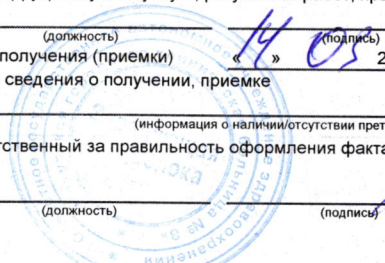 (должность) (подпись)
получения (приемки) « 14 » 03 2
сведения о получении, приемке
(информация о наличии/отсутствии прет
тственный за правильность оформления факта
(должность) (подпись)